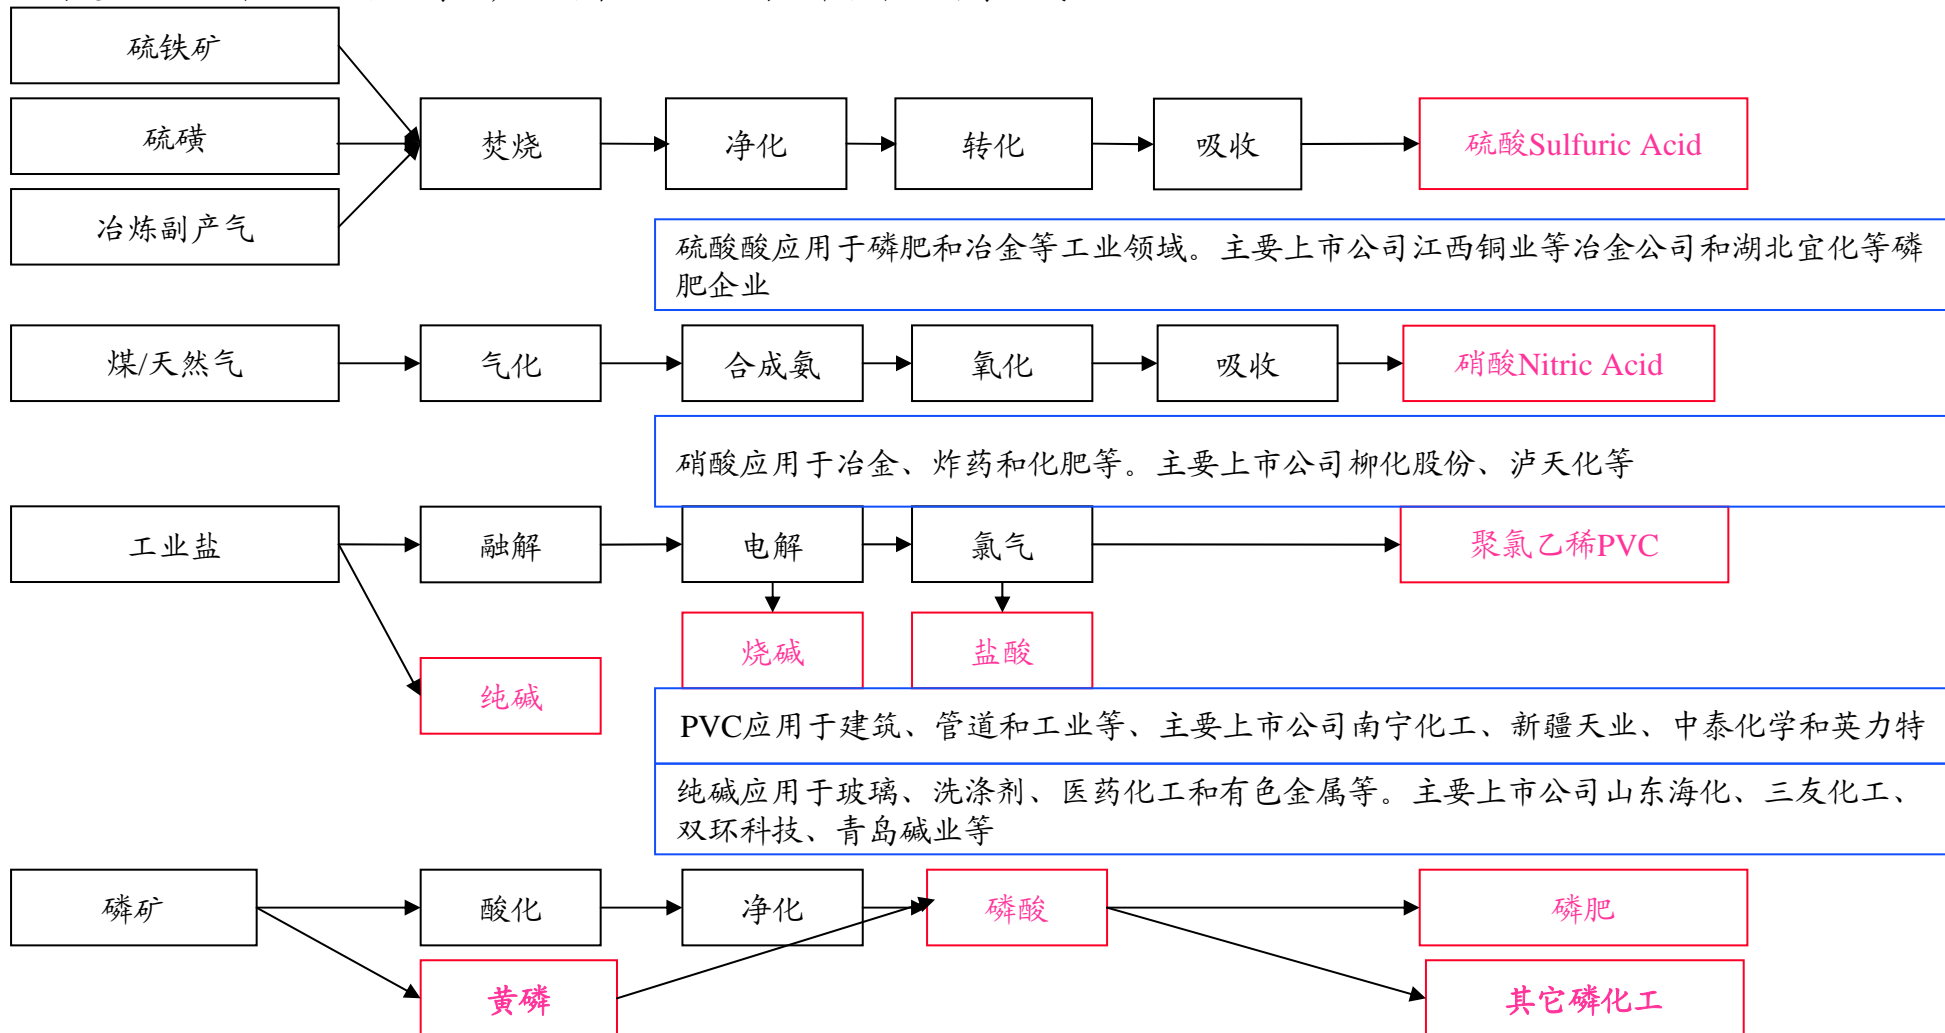 硫铁矿
硫磺
冶炼副产气
焚烧
净化
转化
吸收
硫酸Sulfuric Acid
硫酸酸应用于磷肥和冶金等工业领域。主要上市公司江西铜业等冶金公司和湖北宜化等磷
肥企业
煤/天然气
气化
合成氨
氧化
吸收
硝酸Nitric Acid
硝酸应用于冶金、炸药和化肥等。主要上市公司柳化股份、泸天化等
工业盐
融解
电解
氯气
聚氯乙稀PVC
烧碱
盐酸
纯碱
PVC应用于建筑、管道和工业等、主要上市公司南宁化工、新疆天业、中泰化学和英力特
纯碱应用于玻璃、洗涤剂、医药化工和有色金属等。主要上市公司山东海化、三友化工、
双环科技、青岛碱业等
磷矿
酸化
净化
磷酸
磷肥
黄磷
其它磷化工